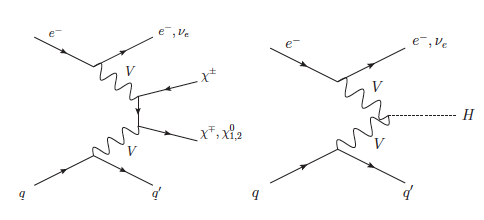 e⁻ e⁻, νₑ
V
χ±
V
χ∓, χ⁰₁,₂
q q′
e⁻ e⁻, νₑ
V
H
V
q q′